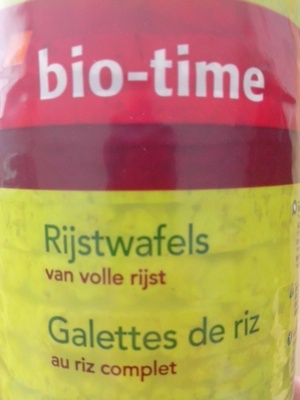 bio-time
Rijstwafels
van volle rijst
Galettes de riz
au riz complet